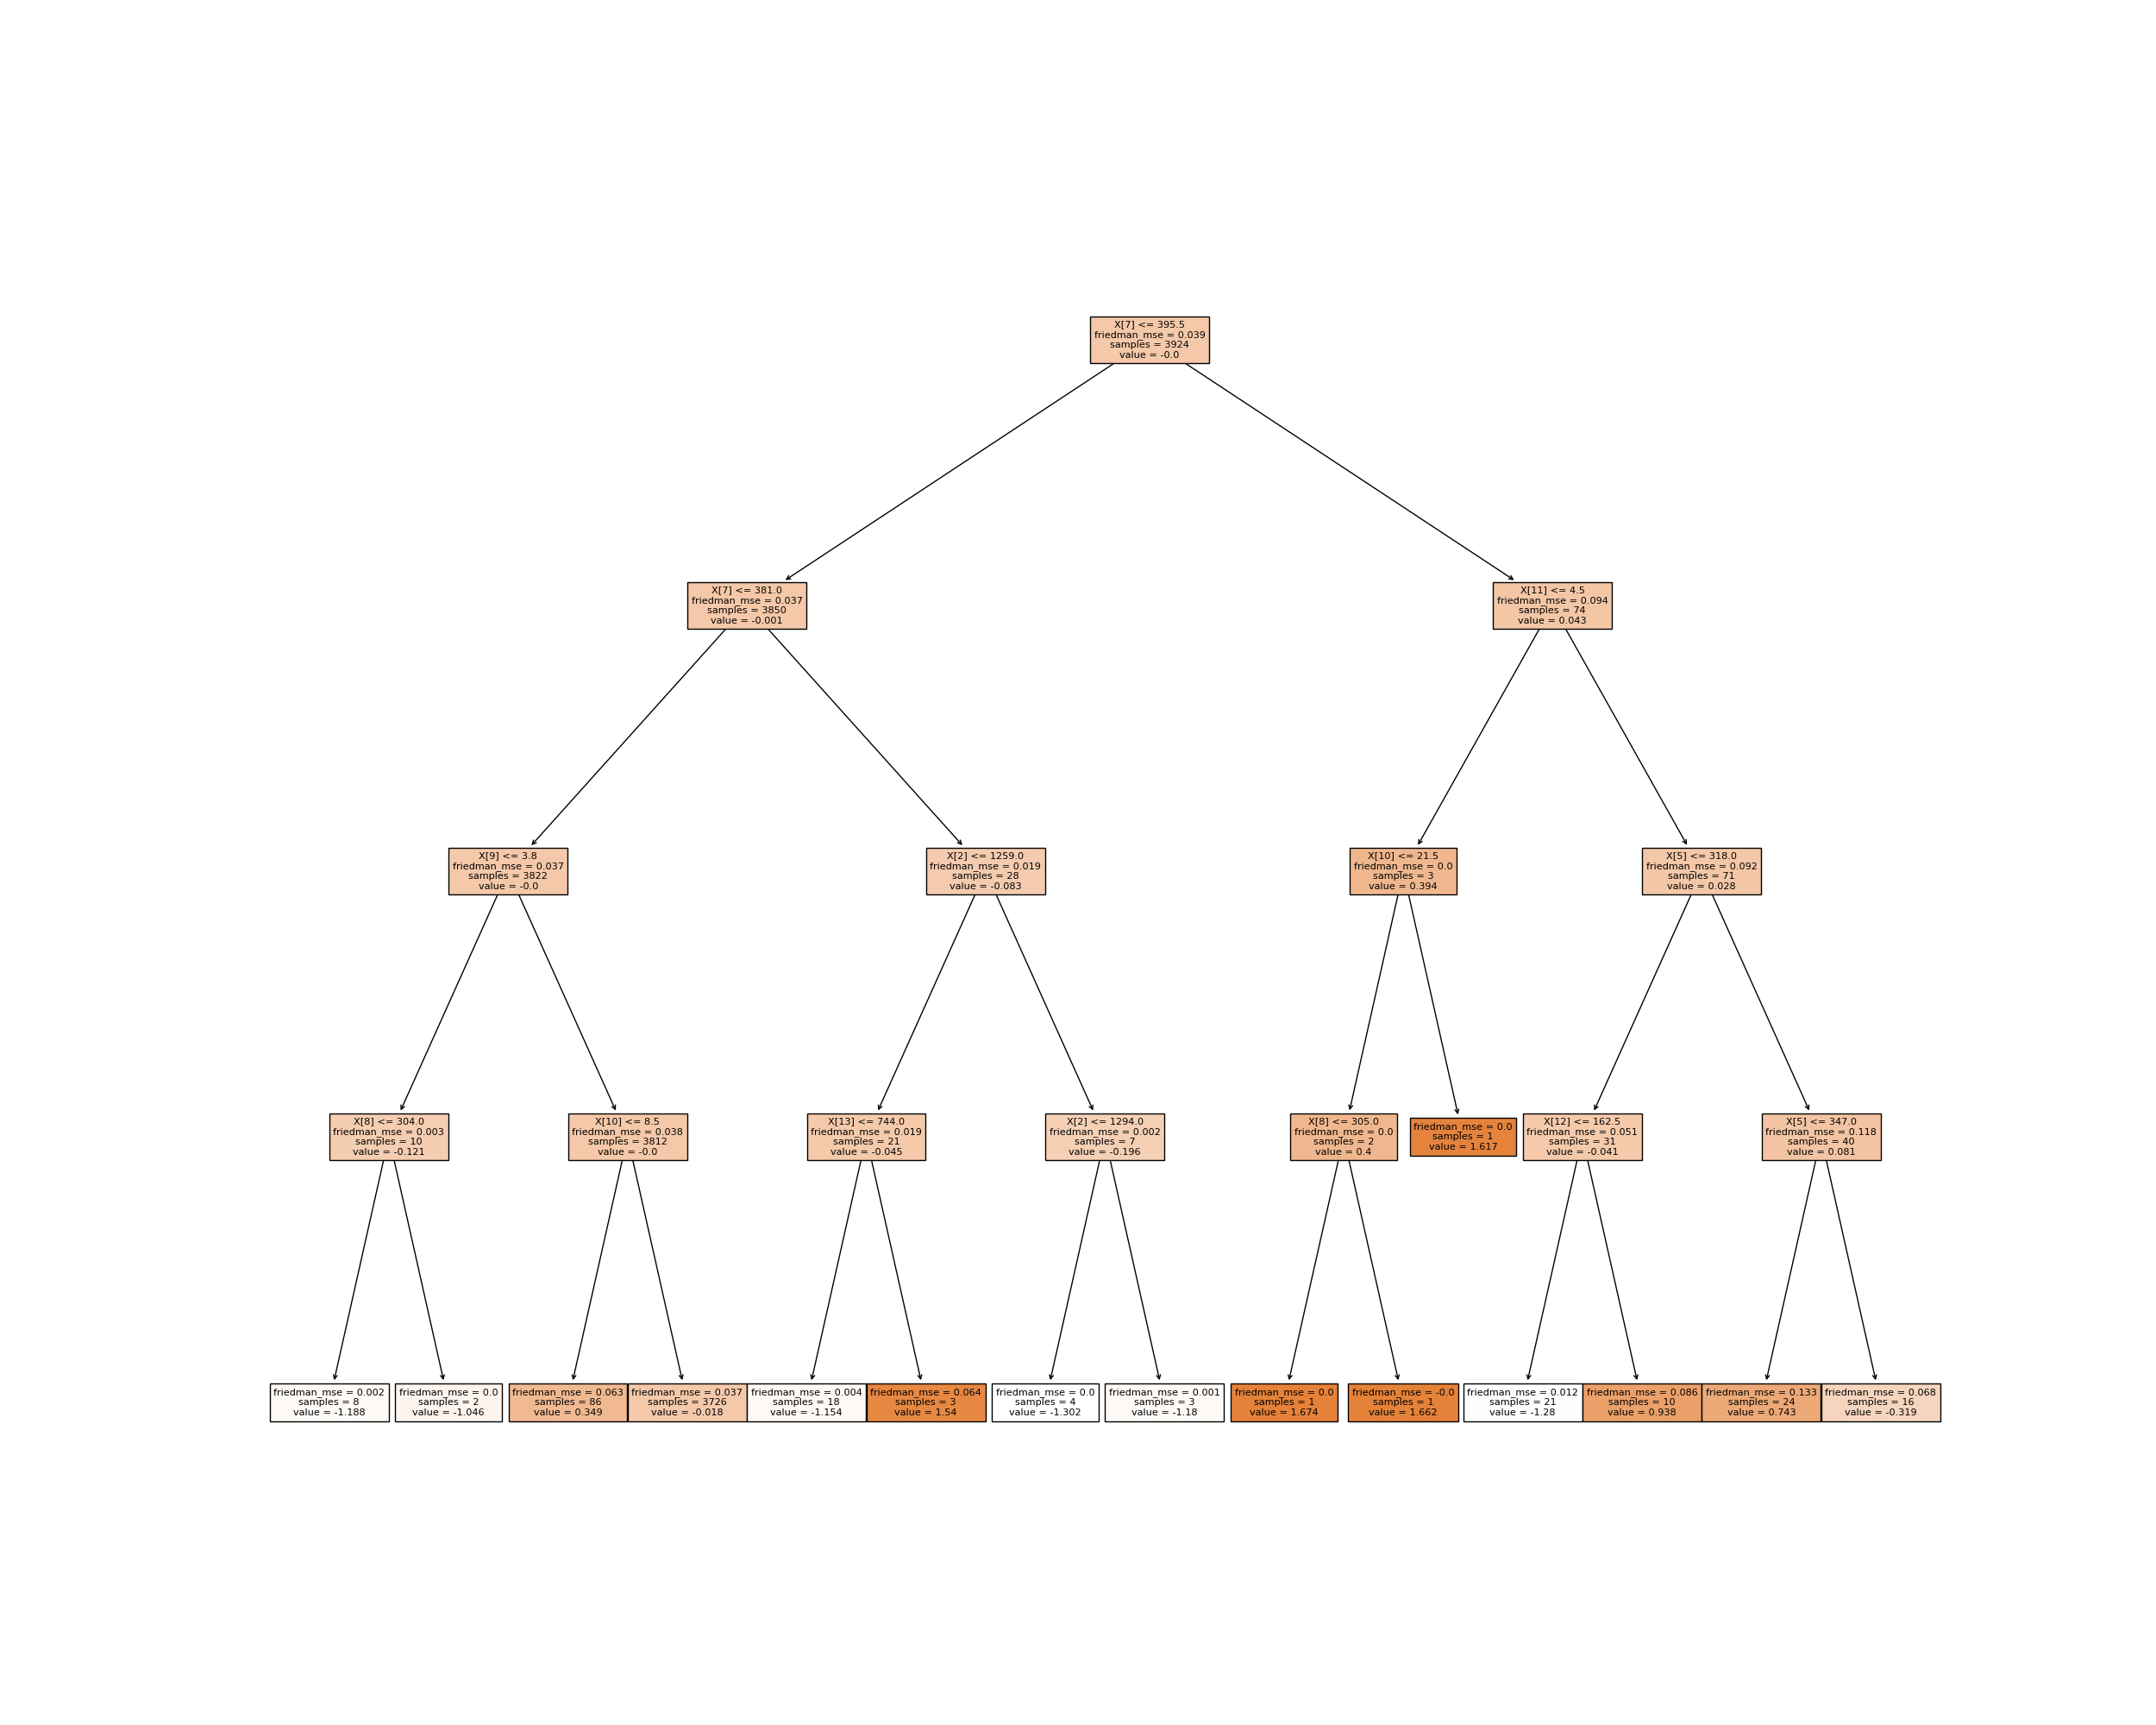 X[7] <= 395.5
friedman_mse = 0.039
samples = 3924
value = -0.0
X[7] <= 381.0
friedman_mse = 0.037
samples = 3850
value = -0.001
X[11] <= 4.5
friedman_mse = 0.094
samples = 74
value = 0.043
X[9] <= 3.8
friedman_mse = 0.037
samples = 3822
value = -0.0
X[2] <= 1259.0
friedman_mse = 0.019
samples = 28
value = -0.083
X[10] <= 21.5
friedman_mse = 0.0
samples = 3
value = 0.394
X[5] <= 318.0
friedman_mse = 0.092
samples = 71
value = 0.028
X[8] <= 304.0
friedman_mse = 0.003
samples = 10
value = -0.121
X[10] <= 8.5
friedman_mse = 0.038
samples = 3812
value = -0.0
X[13] <= 744.0
friedman_mse = 0.019
samples = 21
value = -0.045
X[2] <= 1294.0
friedman_mse = 0.002
samples = 7
value = -0.196
X[8] <= 305.0
friedman_mse = 0.0
samples = 2
value = 0.4
friedman_mse = 0.0
samples = 1
value = 1.617
X[12] <= 162.5
friedman_mse = 0.051
samples = 31
value = -0.041
X[5] <= 347.0
friedman_mse = 0.118
samples = 40
value = 0.081
friedman_mse = 0.002
samples = 8
value = -1.188
friedman_mse = 0.0
samples = 2
value = -1.046
friedman_mse = 0.063
samples = 86
value = 0.349
friedman_mse = 0.037
samples = 3726
value = -0.018
friedman_mse = 0.004
samples = 18
value = -1.154
friedman_mse = 0.064
samples = 3
value = 1.54
friedman_mse = 0.0
samples = 4
value = -1.302
friedman_mse = 0.001
samples = 3
value = -1.18
friedman_mse = 0.0
samples = 1
value = 1.674
friedman_mse = -0.0
samples = 1
value = 1.662
friedman_mse = 0.012
samples = 21
value = -1.28
friedman_mse = 0.086
samples = 10
value = 0.938
friedman_mse = 0.133
samples = 24
value = 0.743
friedman_mse = 0.068
samples = 16
value = -0.319